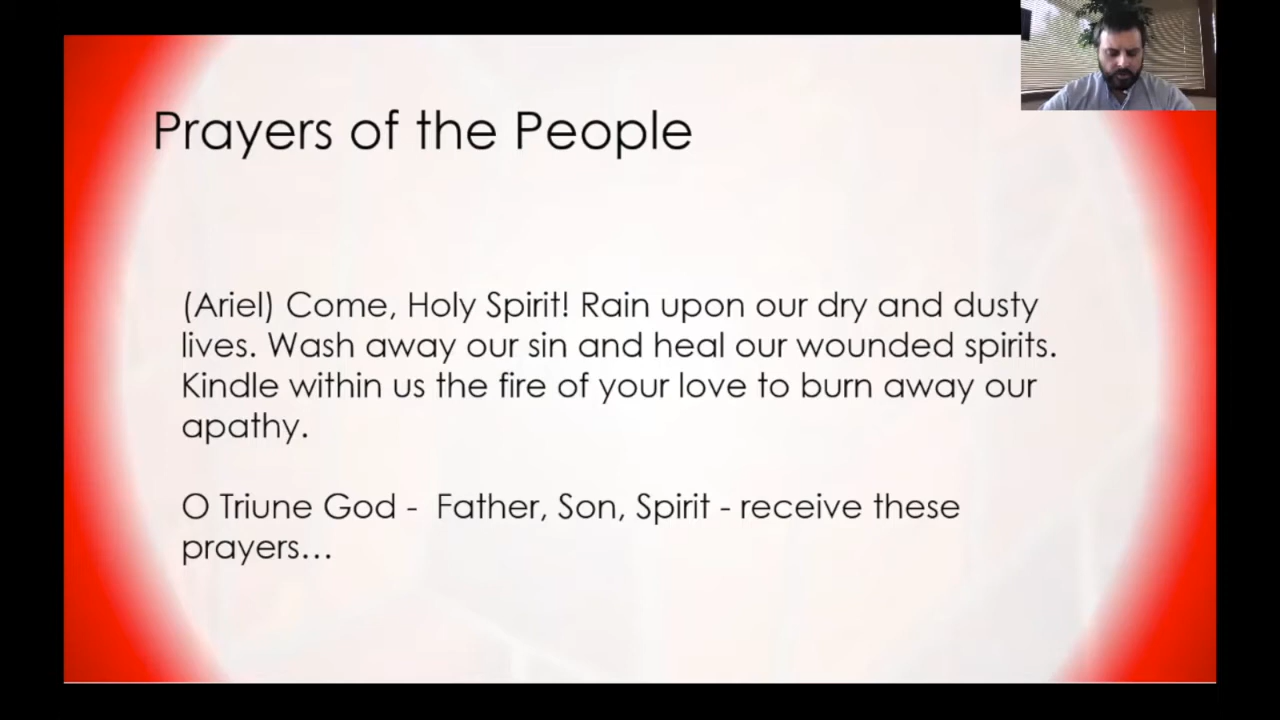 Prayers of the People
(Ariel) Come, Holy Spirit! Rain upon our dry and dusty
lives. Wash away our sin and heal our wounded spirits.
Kindle within us the fire of your love to burn away our
apathy.
O Triune God -  Father, Son, Spirit - receive these
prayers...